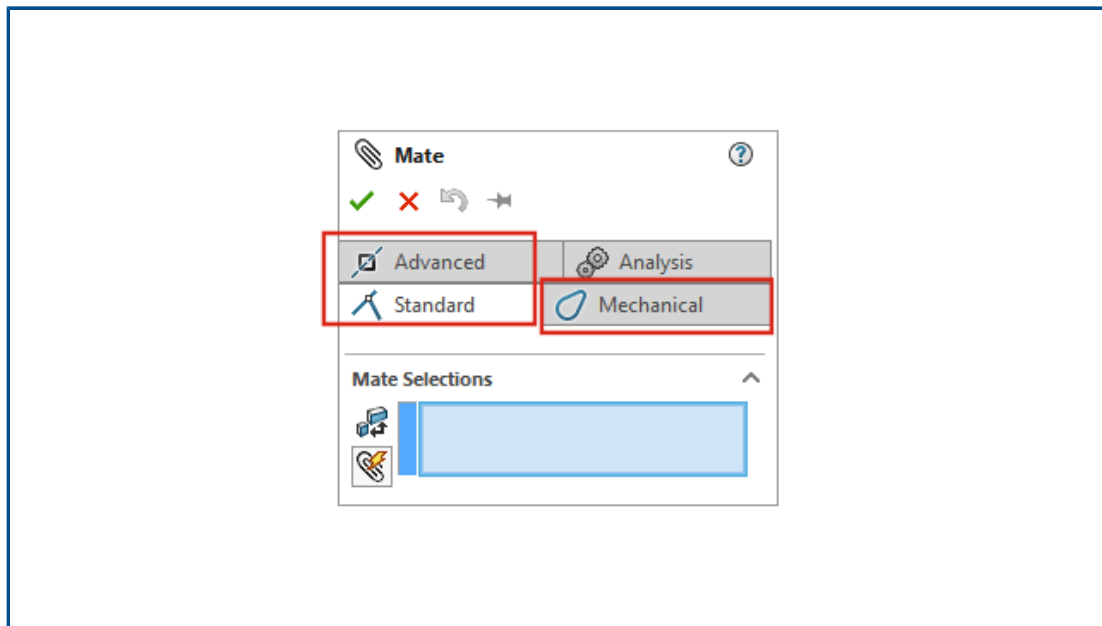 Mate
Advanced Analysis
Standard Mechanical
Mate Selections